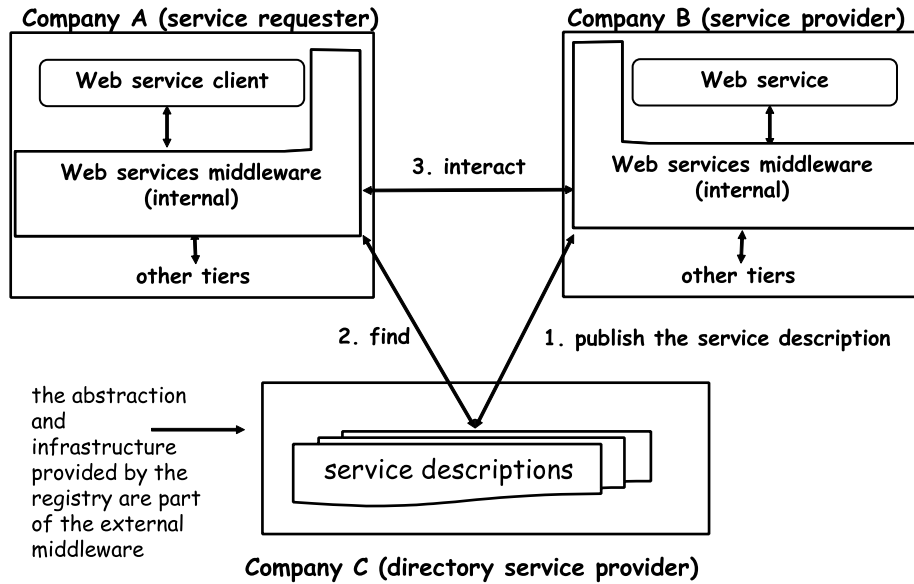 Company A (service requester)
Company B (service provider)
Web service client
Web service
Web services middleware
(internal)
3. interact
Web services middleware
(internal)
other tiers
other tiers
2. find
1. publish the service description
the abstraction
and
infrastructure
provided by the
registry are part
of the external
middleware
service descriptions
Company C (directory service provider)